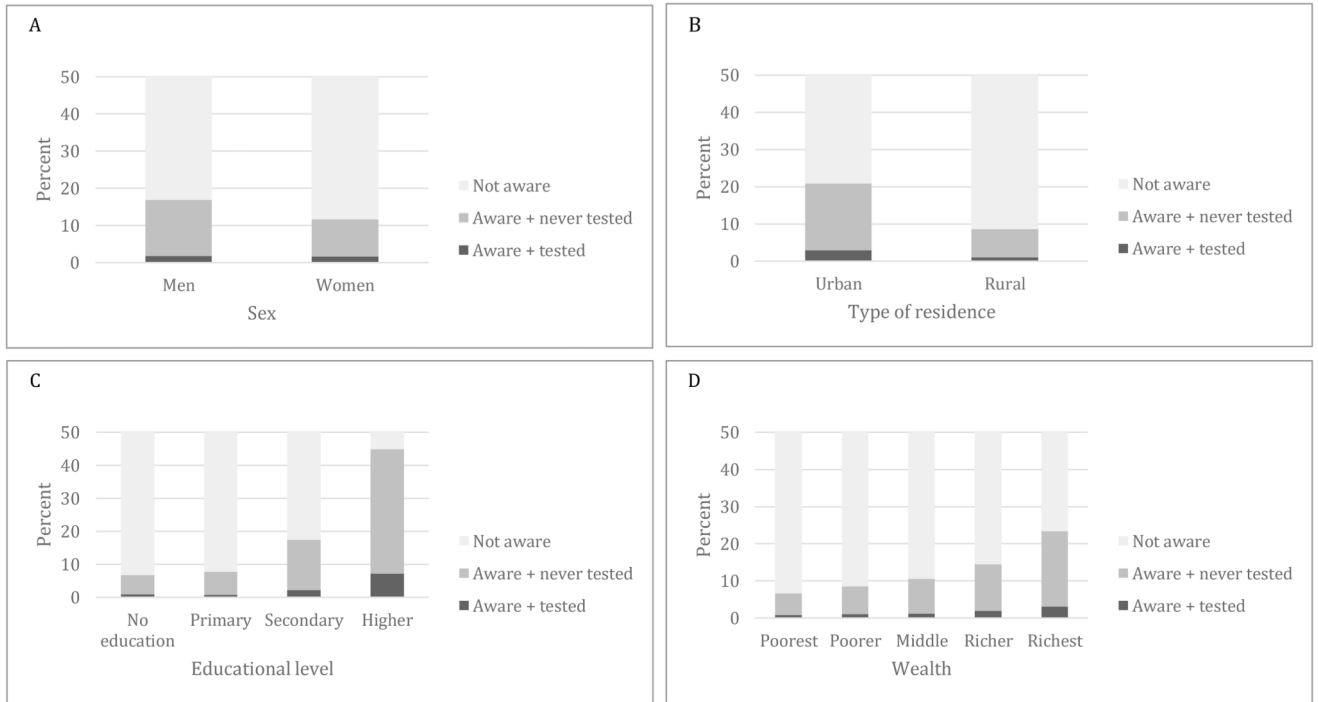 A
50
40
30
20
10
0
Percent
Men Women
Sex
Not aware
Aware + never tested
Aware + tested
B
50
40
30
20
10
0
Percent
Urban Rural
Type of residence
Not aware
Aware + never tested
Aware + tested
C
50
40
30
20
10
0
Percent
No Primary Secondary Higher
education
Educational level
Not aware
Aware + never tested
Aware + tested
D
50
40
30
20
10
0
Percent
Poorest Poorer Middle Richer Richest
Wealth
Not aware
Aware + never tested
Aware + tested